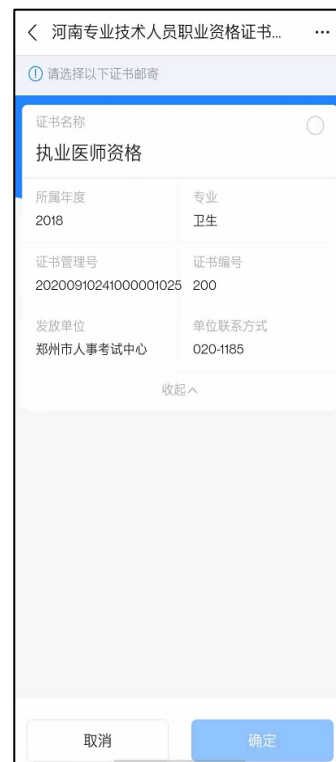 河南专业技术人员职业资格证书...
请选择以下证书邮寄
证书名称
执业医师资格
所属年度
专业
2018
卫生
证书管理号
证书编号
20200910241000001025
200
发放单位
单位联系方式
郑州市人事考试中心
020-1185
收起
取消
确定